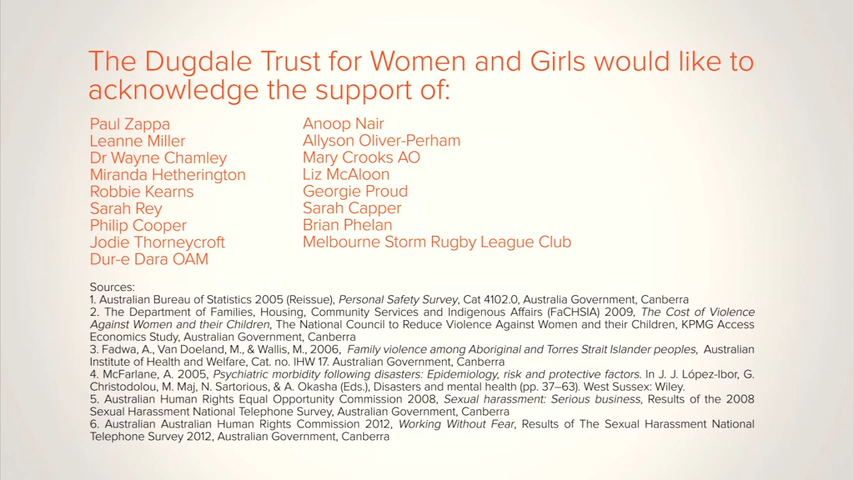 The Dugdale Trust for Women and Girls would like to
acknowledge the support of:
Paul Zappa
Leanne Miller
Dr Wayne Chamley
Miranda Hetherington
Robbie Kearns
Sarah Rey
Philip Cooper
Jodie Thorneycroft
Dur-e Dara OAM
Anoop Nair
Allyson Oliver-Perham
Mary Crooks AO
Liz McAloon
Georgie Proud
Sarah Capper
Brian Phelan
Melbourne Storm Rugby League Club
Sources:
1. Australian Bureau of Statistics 2005 (Reissue), Personal Safety Survey, Cat 4102.0, Australia Government, Canberra
2. The Department of Families, Housing, Community Services and Indigenous Affairs (FaCHSIA) 2009, The Cost of Violence
Against Women and their Children, The National Council to Reduce Violence Against Women and their Children, KPMG Access
Economics Study, Australian Government, Canberra
3. Fadwa, A., Van Doeland, M., & Wallis, M., 2006, Family violence among Aboriginal and Torres Strait Islander peoples, Australian
Institute of Health and Welfare, Cat. no. IHW 17. Australian Government, Canberra
4. McFarlane, A. 2005, Psychiatric morbidity following disasters: Epidemiology, risk and protective factors. In J. J. López-Ibor, G.
Christodolou, M. Maj, N. Sartorious, & A. Okasha (Eds.), Disasters and mental health (pp. 37–63). West Sussex: Wiley.
5. Australian Human Rights Equal Opportunity Commission 2008, Sexual harassment: Serious business, Results of the 2008
Sexual Harassment National Telephone Survey, Australian Government, Canberra
6. Australian Australian Human Rights Commission 2012, Working Without Fear, Results of The Sexual Harassment National
Telephone Survey 2012, Australian Government, Canberra